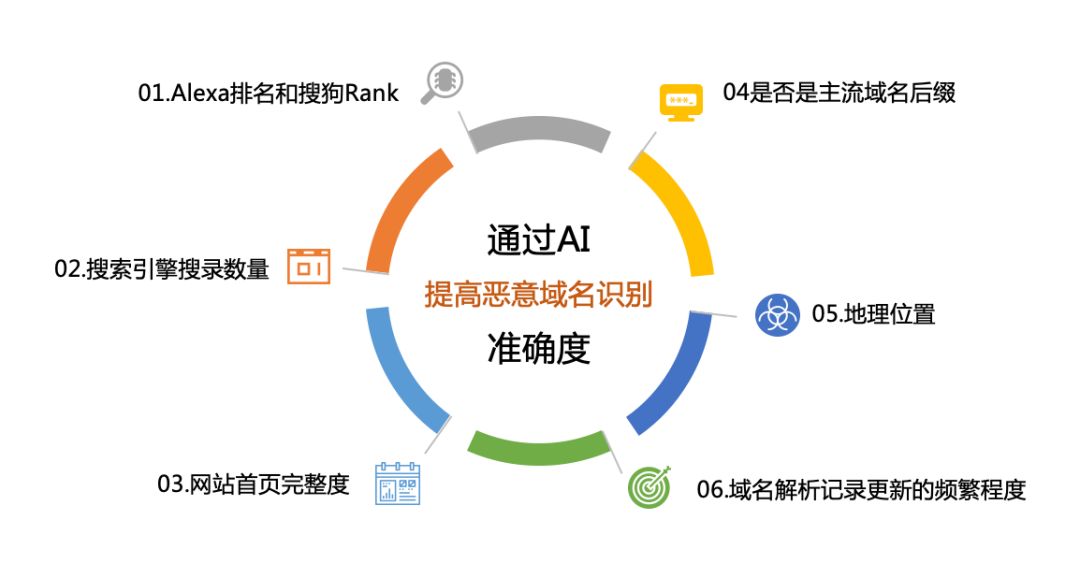 01.Alexa排名和搜狗Rank
04是否是主流域名后缀
通过AI
提高恶意域名识别
准确度
02.搜索引擎搜录数量
05.地理位置
03.网站首页完整度
06.域名解析记录更新的频繁程度